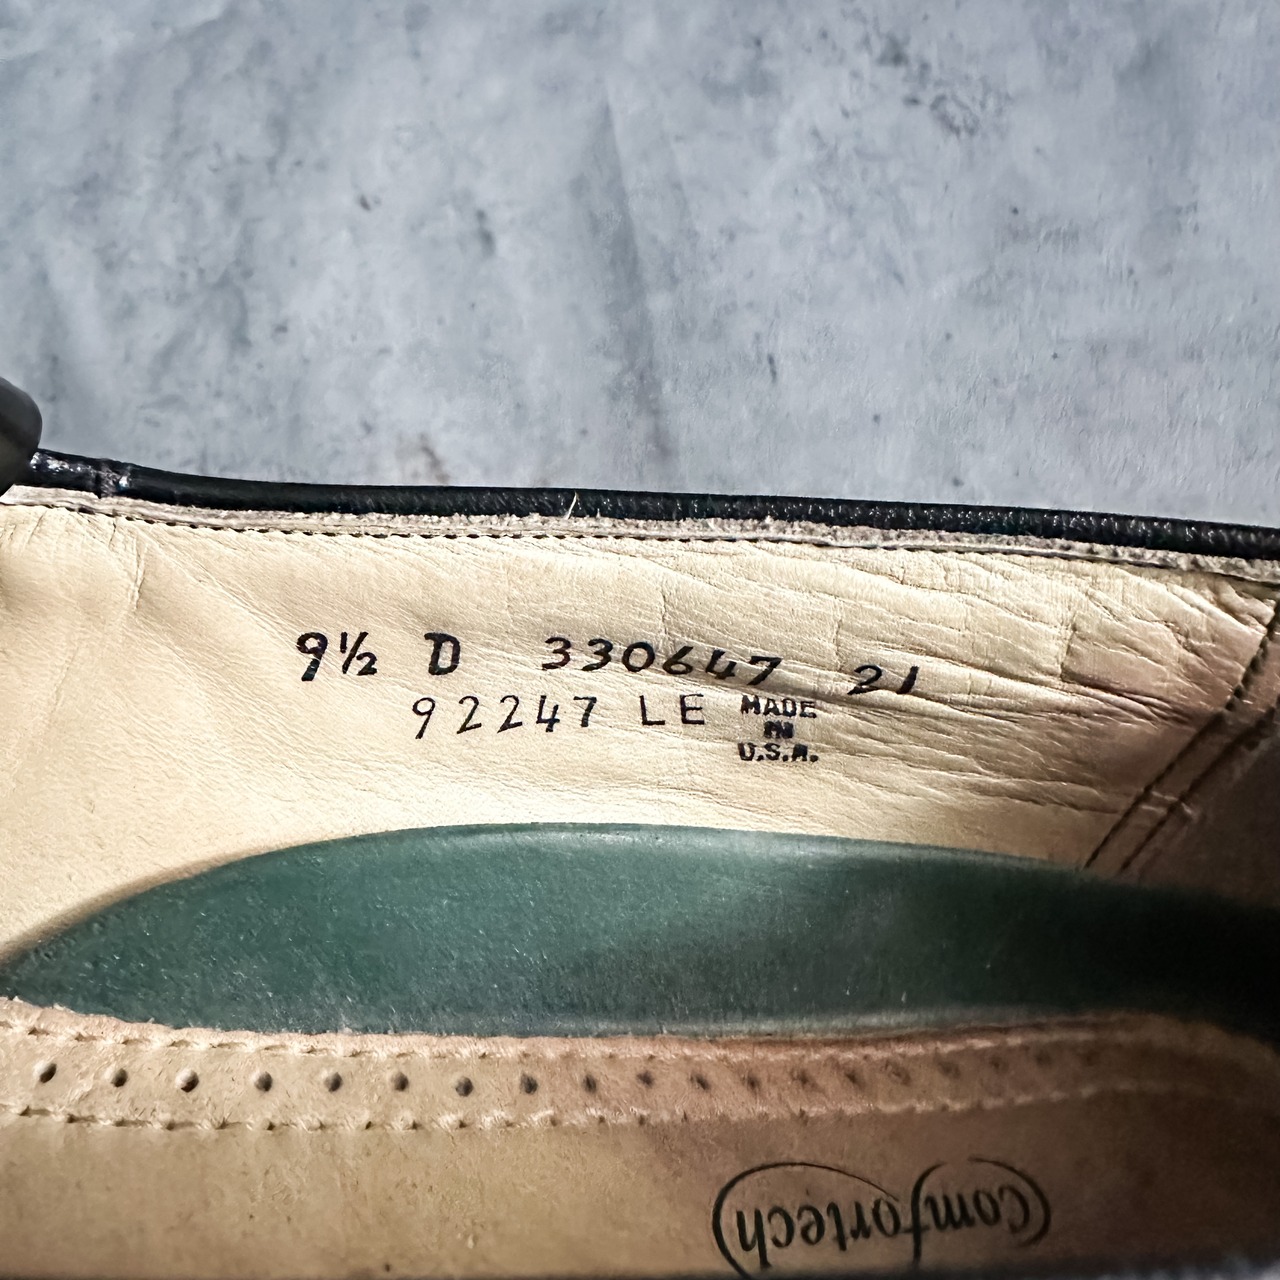 9½ D 330647 21
92247 LE MADE
IN
U.S.A.
Comfortech